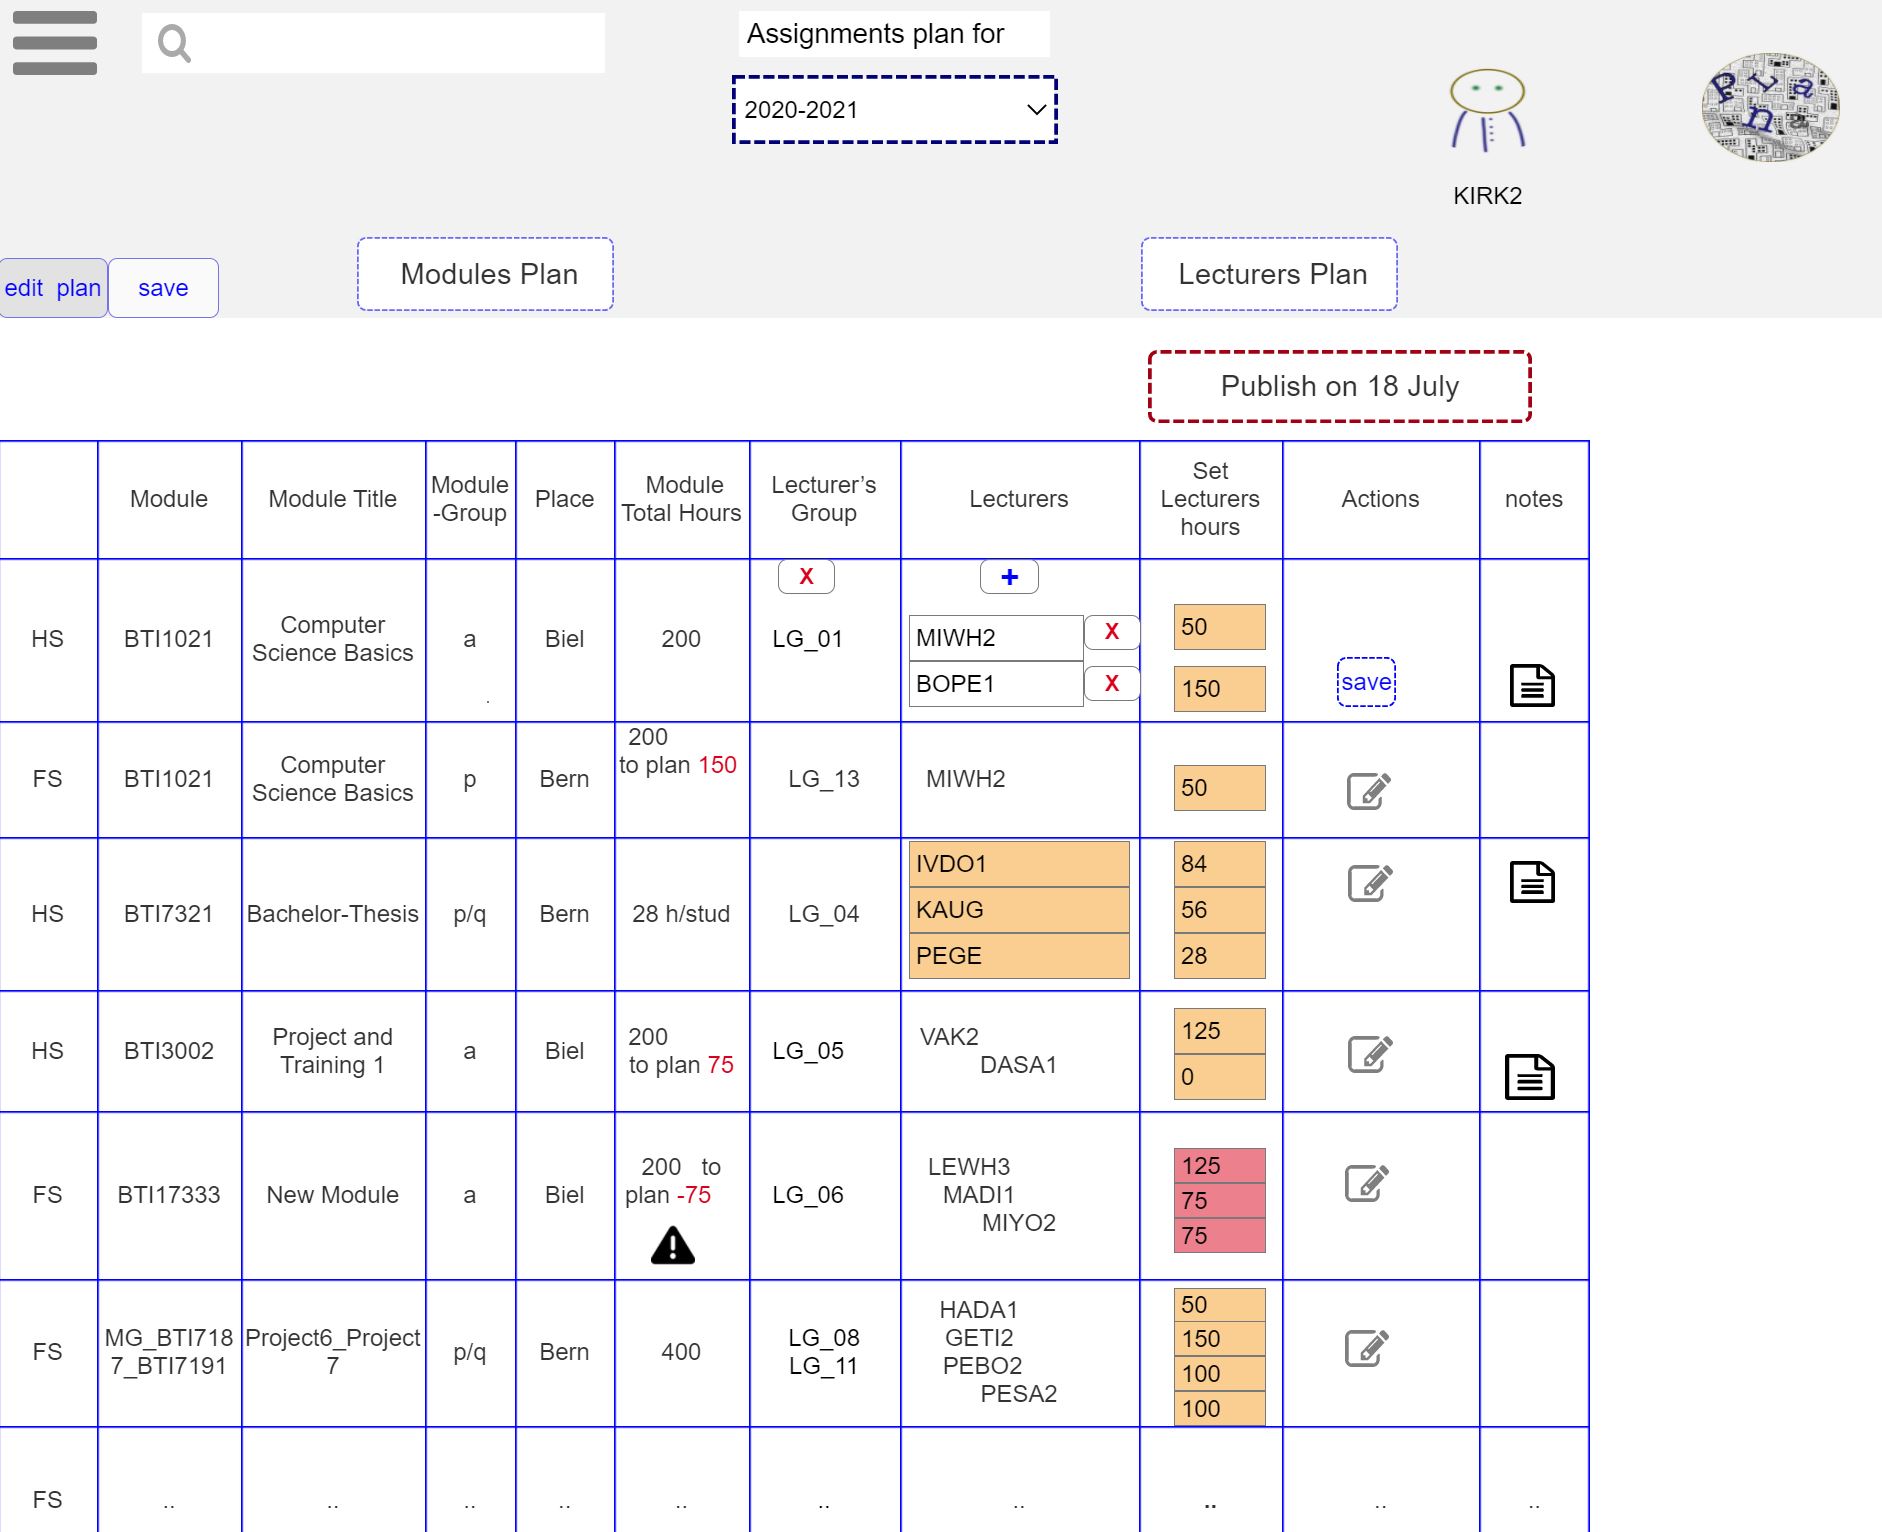 Assignments plan for
2020-2021
KIRK2
P L a n g
edit plan
save
Modules Plan
Lecturers Plan
Publish on 18 July
Module
Module Title
Module
-Group
Place
Module
Total Hours
Lecturer’s
Group
Lecturers
Set
Lecturers
hours
Actions
notes
HS
BTI1021
Computer
Science Basics
a
.
Biel
200
X
LG_01
+
MIWH2
X
BOPE1
X
50
150
save
FS
BTI1021
Computer
Science Basics
p
Bern
200
to plan 150
LG_13
MIWH2
50
HS
BTI7321
Bachelor-Thesis
p/q
Bern
28 h/stud
LG_04
IVDO1
KAUG
PEGE
84
56
28
HS
BTI3002
Project and
Training 1
a
Biel
200
to plan 75
LG_05
VAK2
DASA1
125
0
FS
BTI17333
New Module
a
Biel
200 to
plan -75
LG_06
LEWH3
MADI1
MIYO2
125
75
75
FS
MG_BTI718
7_BTI7191
Project6_Project
7
p/q
Bern
400
LG_08
LG_11
HADA1
GETI2
PEBO2
PESA2
50
150
100
100
FS
..
..
..
..
..
..
..
..
..
..